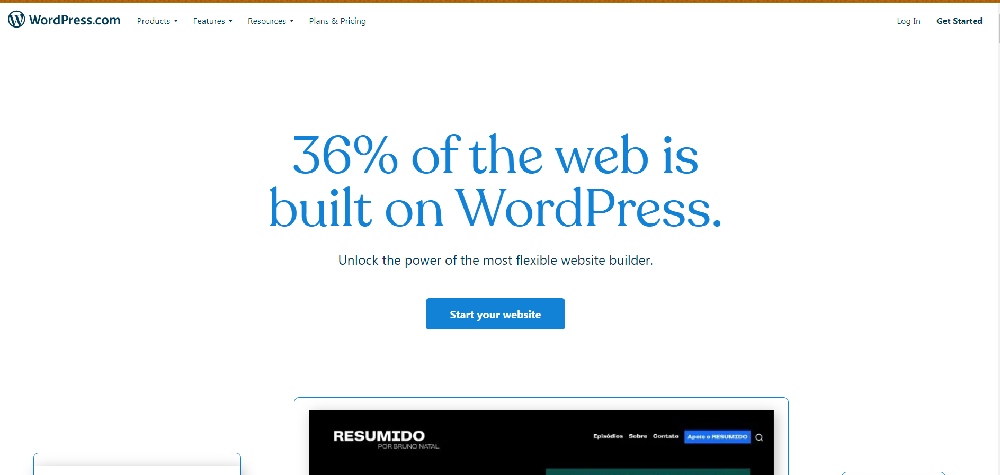 WordPress.com Products Features Resources Plans & Pricing Log In Get Started
36% of the web is
built on WordPress.
Unlock the power of the most flexible website builder.
Start your website
RESUMIDO
POR BRUNO NATAL
Episódios Sobre Contato Apoie o RESUMIDO